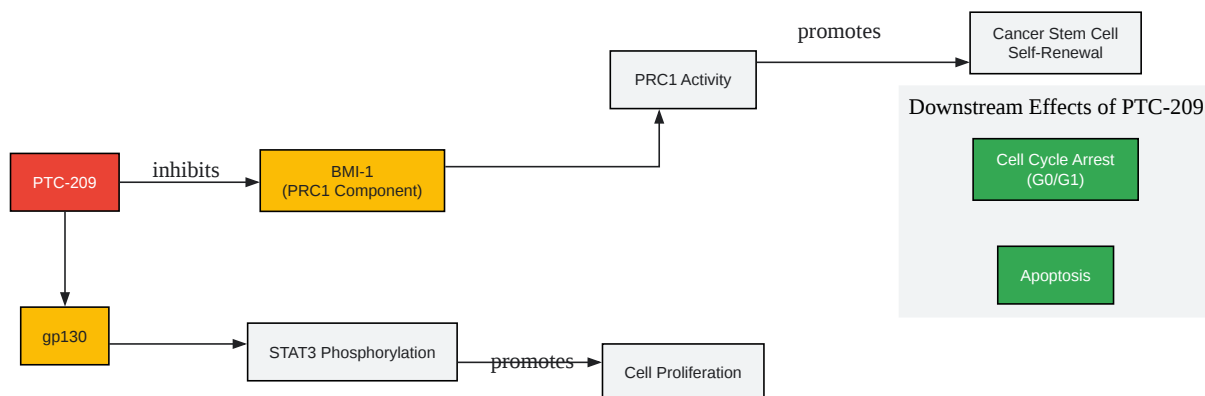 promotes
Cancer Stem Cell
Self-Renewal
PRC1 Activity
Downstream Effects of PTC-209
Cell Cycle Arrest
(G0/G1)
PTC-209
inhibits
BMI-1
(PRC1 Component)
Apoptosis
gp130
STAT3 Phosphorylation
promotes
Cell Proliferation